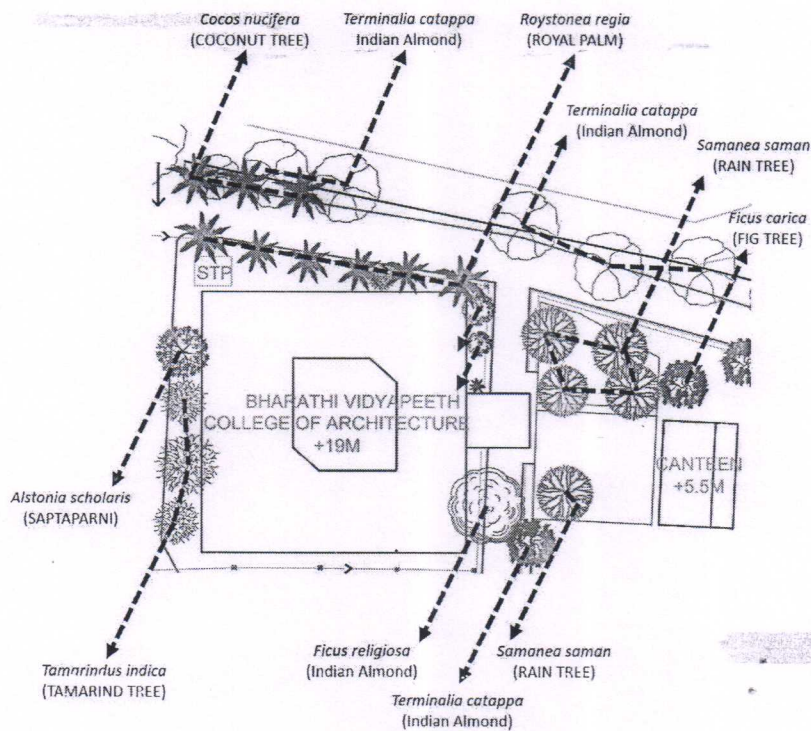 Cocos nucifera
(COCONUT TREE)
Terminalia catappa
Indian Almond)
Roystonea regia
(ROYAL PALM)
Terminalia catappa
(Indian Almond)
Samanea saman
(RAIN TREE)
Ficus carica
(FIG TREE)
STP
BHARATHI VIDYAPEETH
COLLEGE OF ARCHITECTURE
+19M
CANTEEN
+5.5M
Alstonia scholaris
(SAPTAPARNI)
Tamarindus indica
(TAMARIND TREE)
Ficus religiosa
(Indian Almond)
Samanea saman
(RAIN TREE)
Terminalia catappa
(Indian Almond)